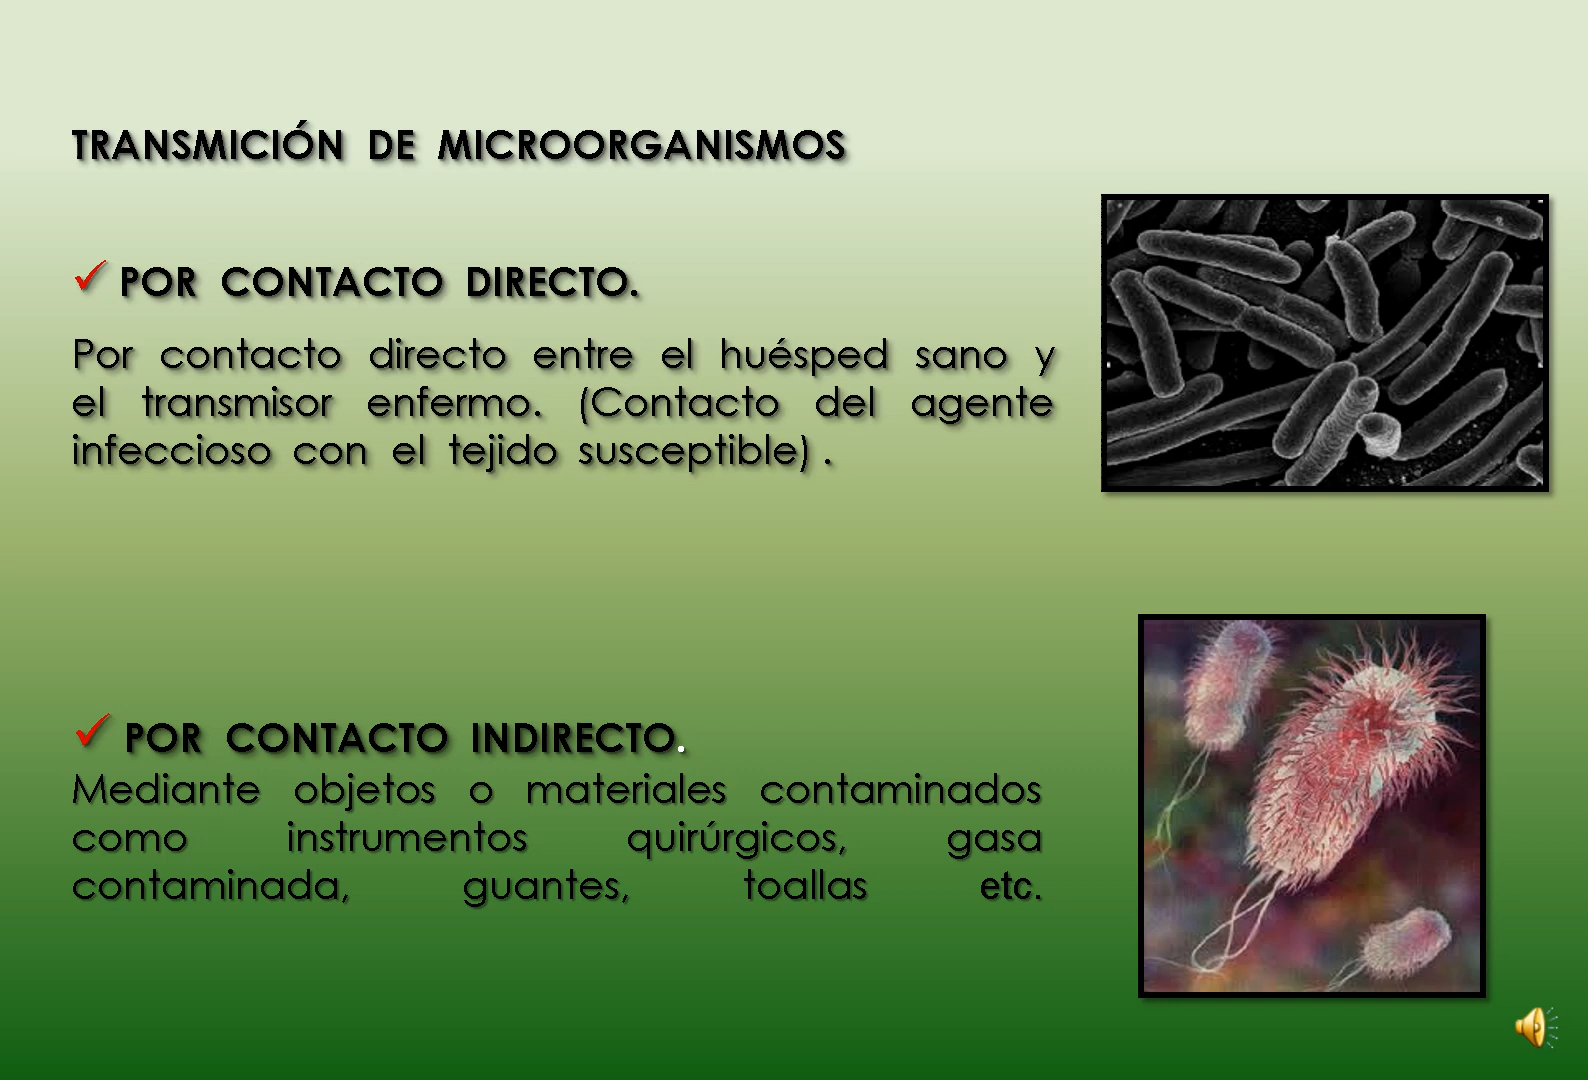 TRANSMICIÓN DE MICROORGANISMOS
POR CONTACTO DIRECTO.
Por contacto directo entre el huésped sano y
el transmisor enfermo. (Contacto del agente
infeccioso con el tejido susceptible) .
POR CONTACTO INDIRECTO.
Mediante objetos o materiales contaminados
como instrumentos quirúrgicos, gasa
contaminada, guantes, toallas etc.